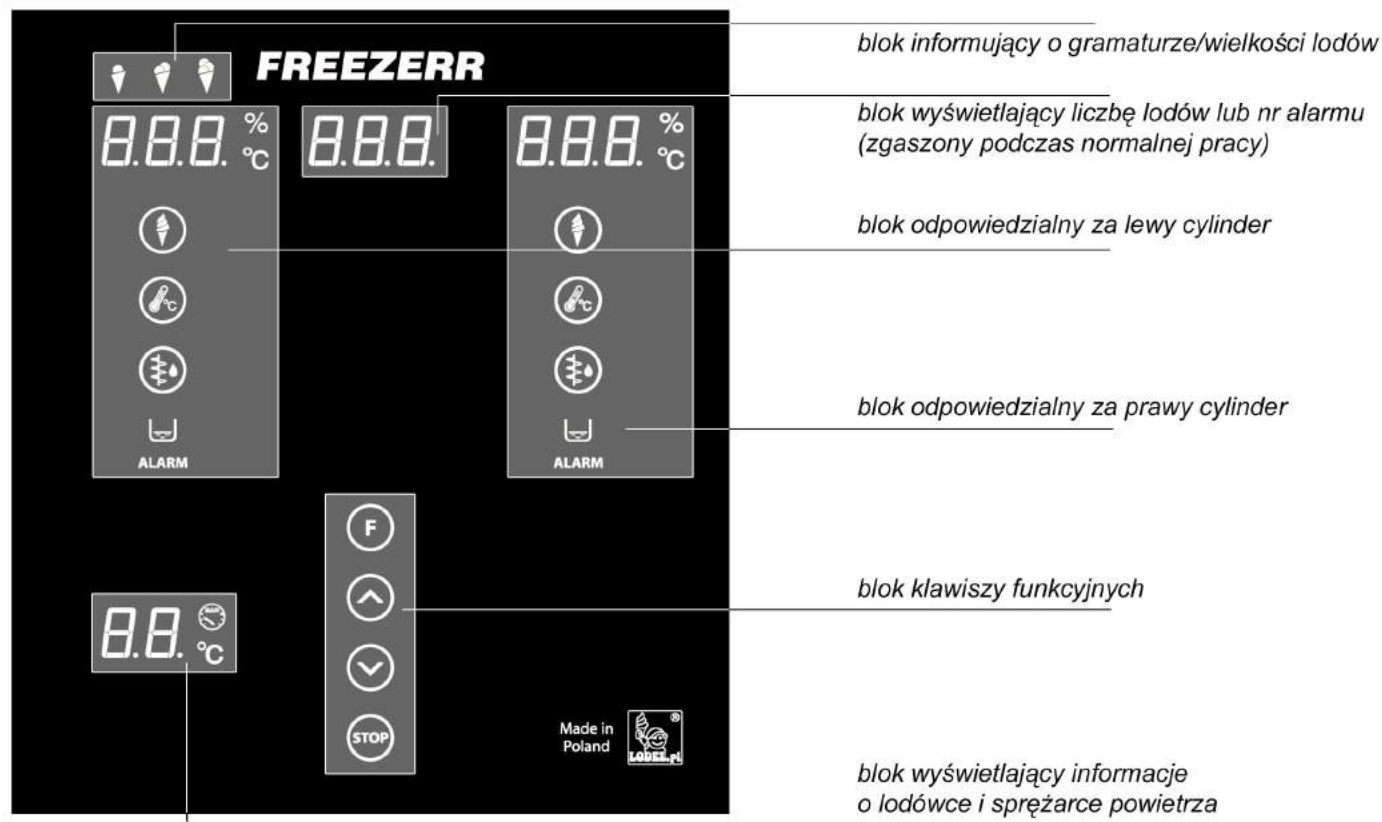 FREEZERR
blok informujący o gramaturze/wielkości lodów
8.8.8. % °C
8.8.8.
8.8.8. % °C
blok wyświetlający liczbę lodów lub nr alarmu
(zgaszony podczas normalnej pracy)
blok odpowiedzialny za lewy cylinder
°C
°C
blok odpowiedzialny za prawy cylinder
ALARM
ALARM
F
blok klawiszy funkcyjnych
8.8. °C
STOP
Made in
Poland
®
LODEL.pl
blok wyświetlający informacje
o lodówce i sprężarce powietrza